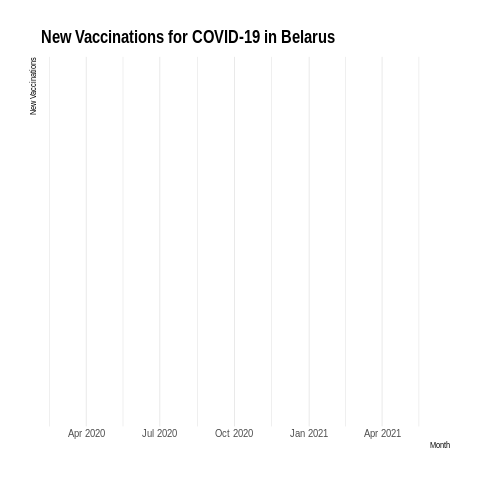 New Vaccinations for COVID-19 in Belarus
New Vaccinations
Apr 2020
Jul 2020
Oct 2020
Jan 2021
Apr 2021
Month